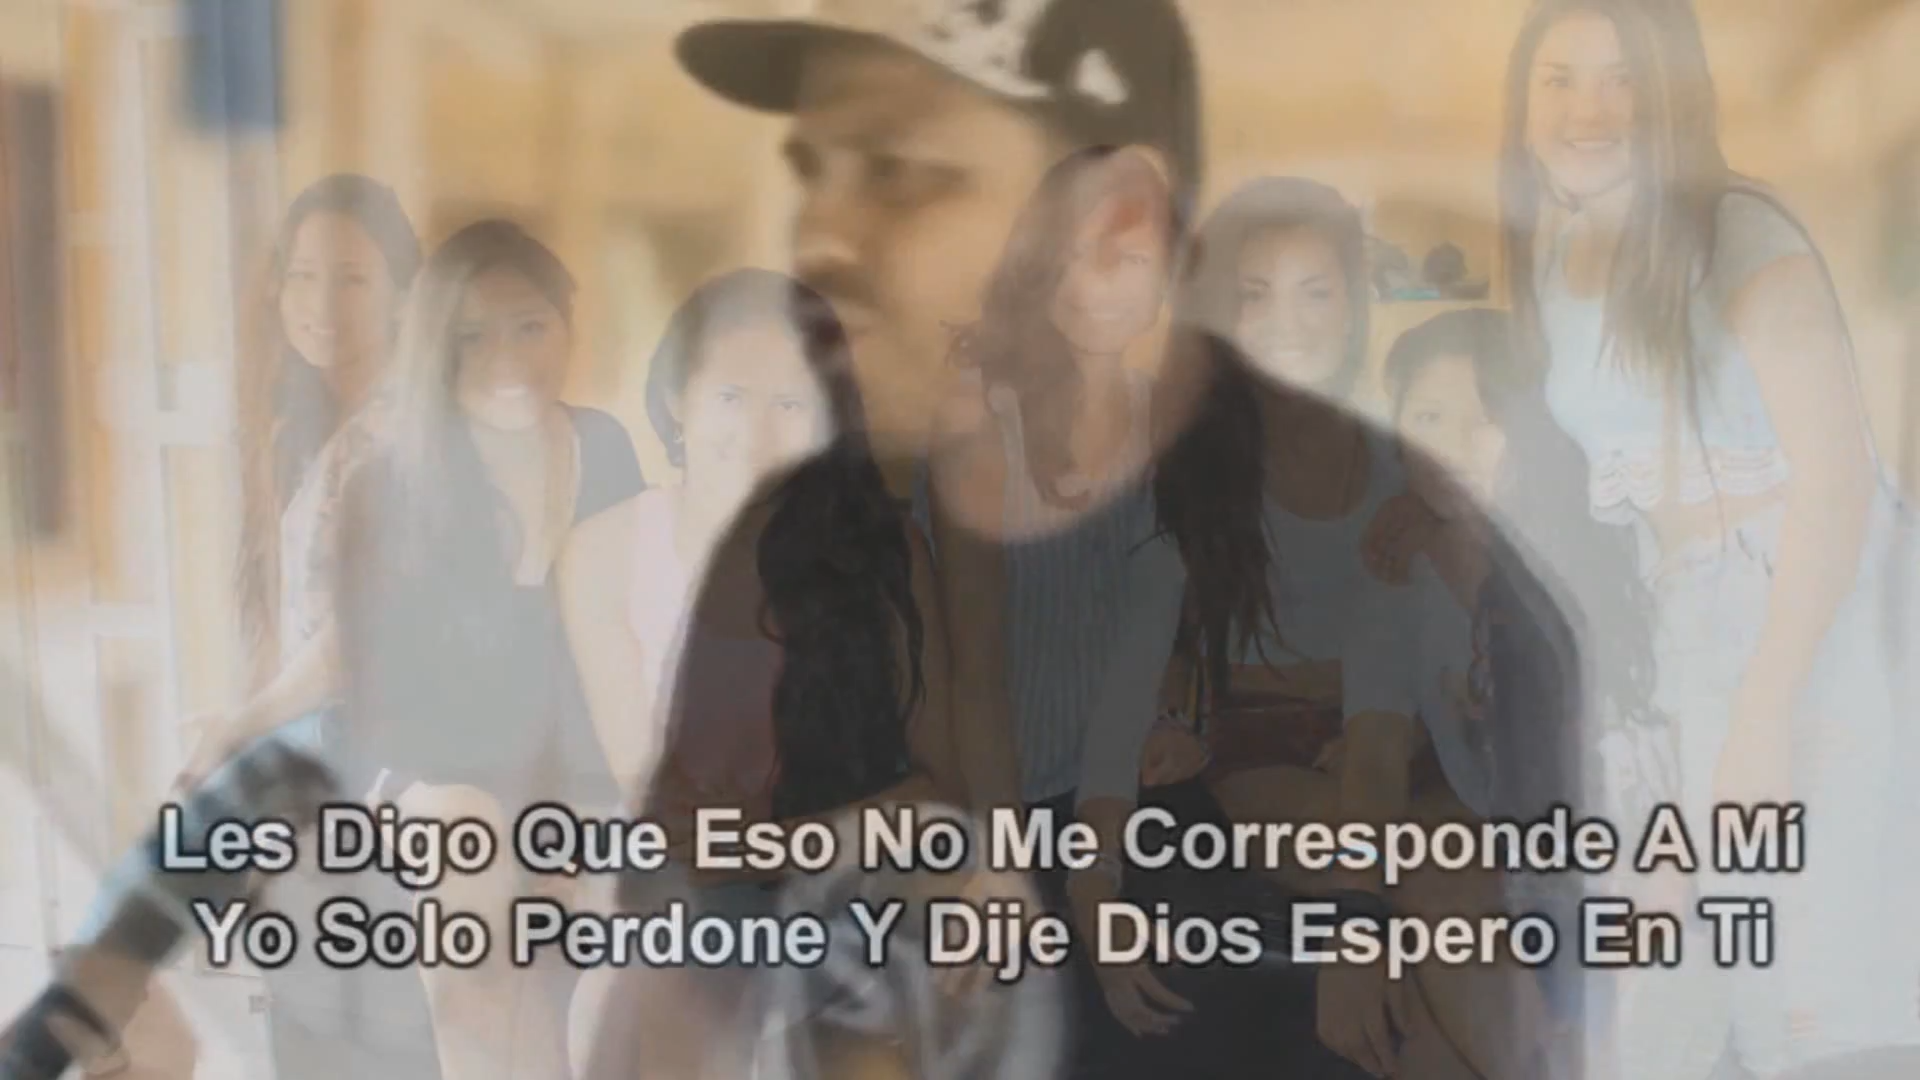 Les Digo Que Eso No Me Corresponde A Mí
Yo Solo Perdone Y Dije Dios Espero En Ti